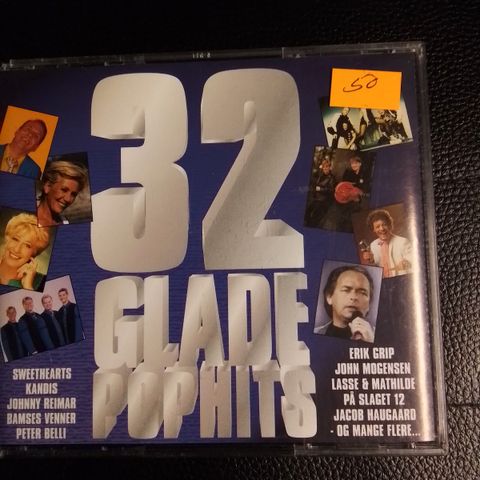 50
32
GLADE
POPHITS
SWEETHEARTS
KANDIS
JOHNNY REIMAR
BAMSES VENNER
PETER BELLI
ERIK GRIP
JOHN MOGENSEN
LASSE & MATHILDE
PÅ SLAGET 12
JACOB HAUGAARD
- OG MANGE FLERE...